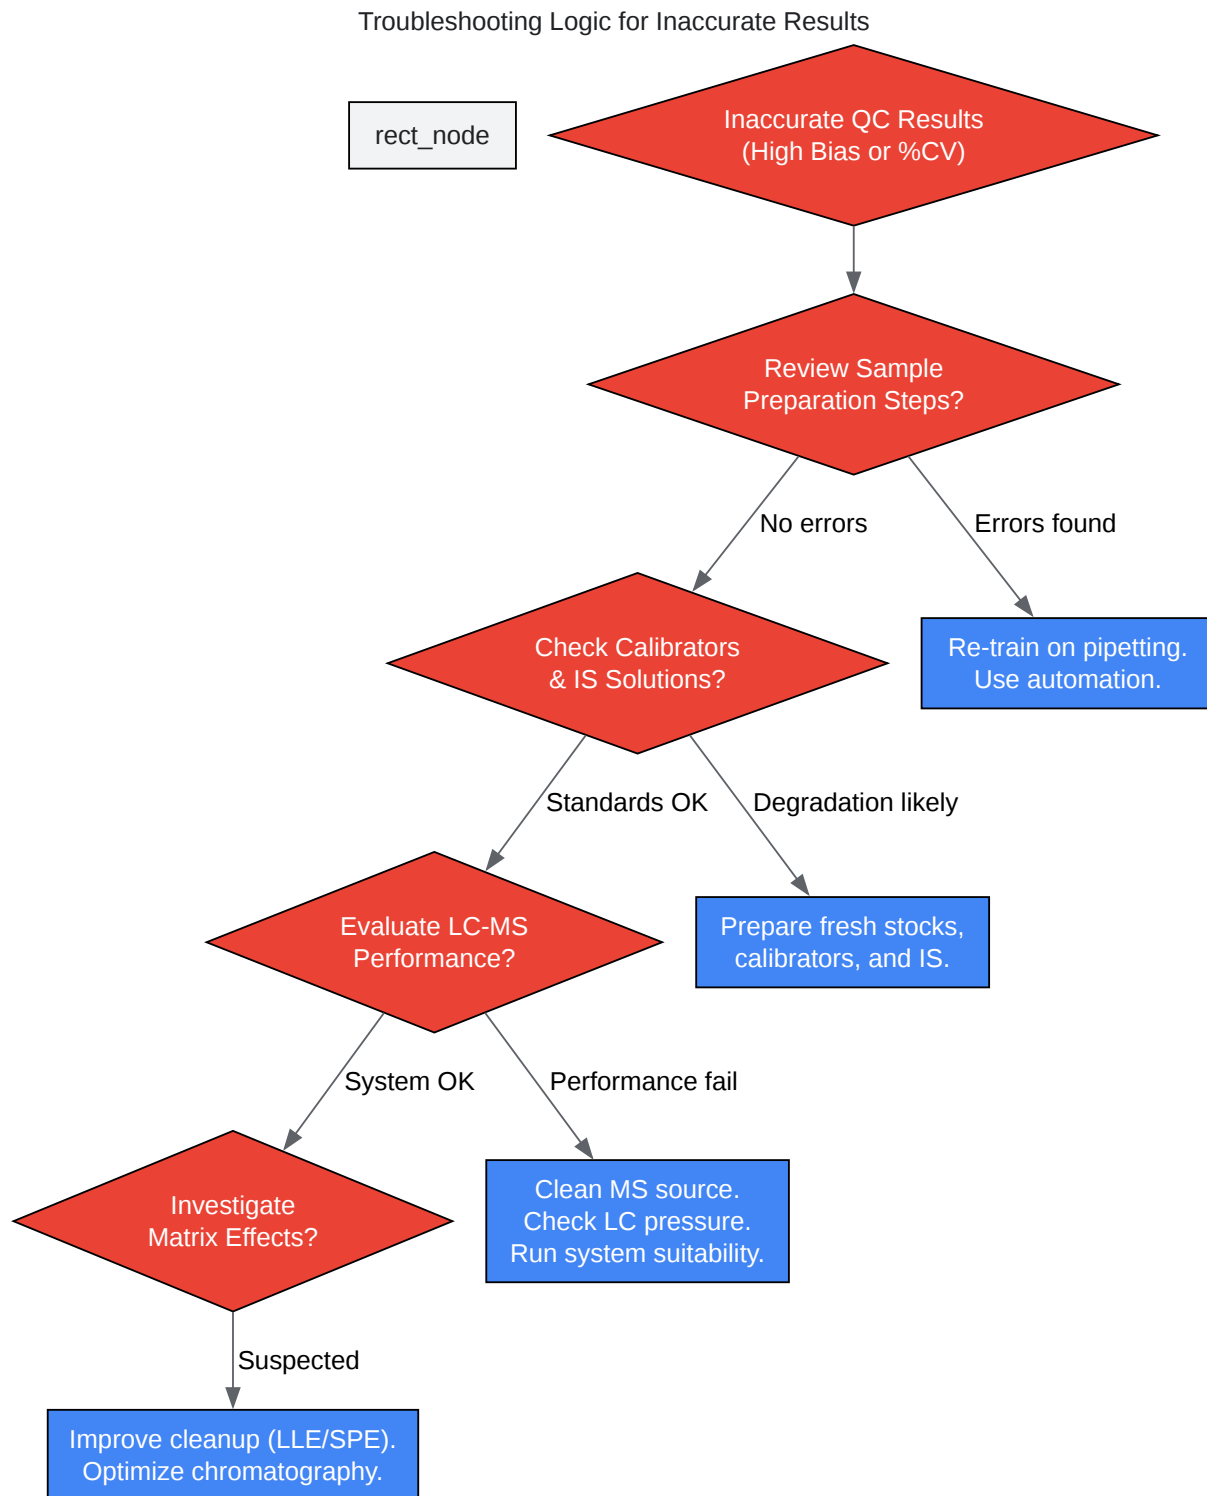 Troubleshooting Logic for Inaccurate Results
rect_node
Inaccurate QC Results
(High Bias or %CV)
Review Sample
Preparation Steps?
No errors
Errors found
Check Calibrators
& IS Solutions?
Re-train on pipetting.
Use automation.
Standards OK
Degradation likely
Evaluate LC-MS
Performance?
Prepare fresh stocks,
calibrators, and IS.
System OK
Performance fail
Investigate
Matrix Effects?
Clean MS source.
Check LC pressure.
Run system suitability.
Suspected
Improve cleanup (LLE/SPE).
Optimize chromatography.